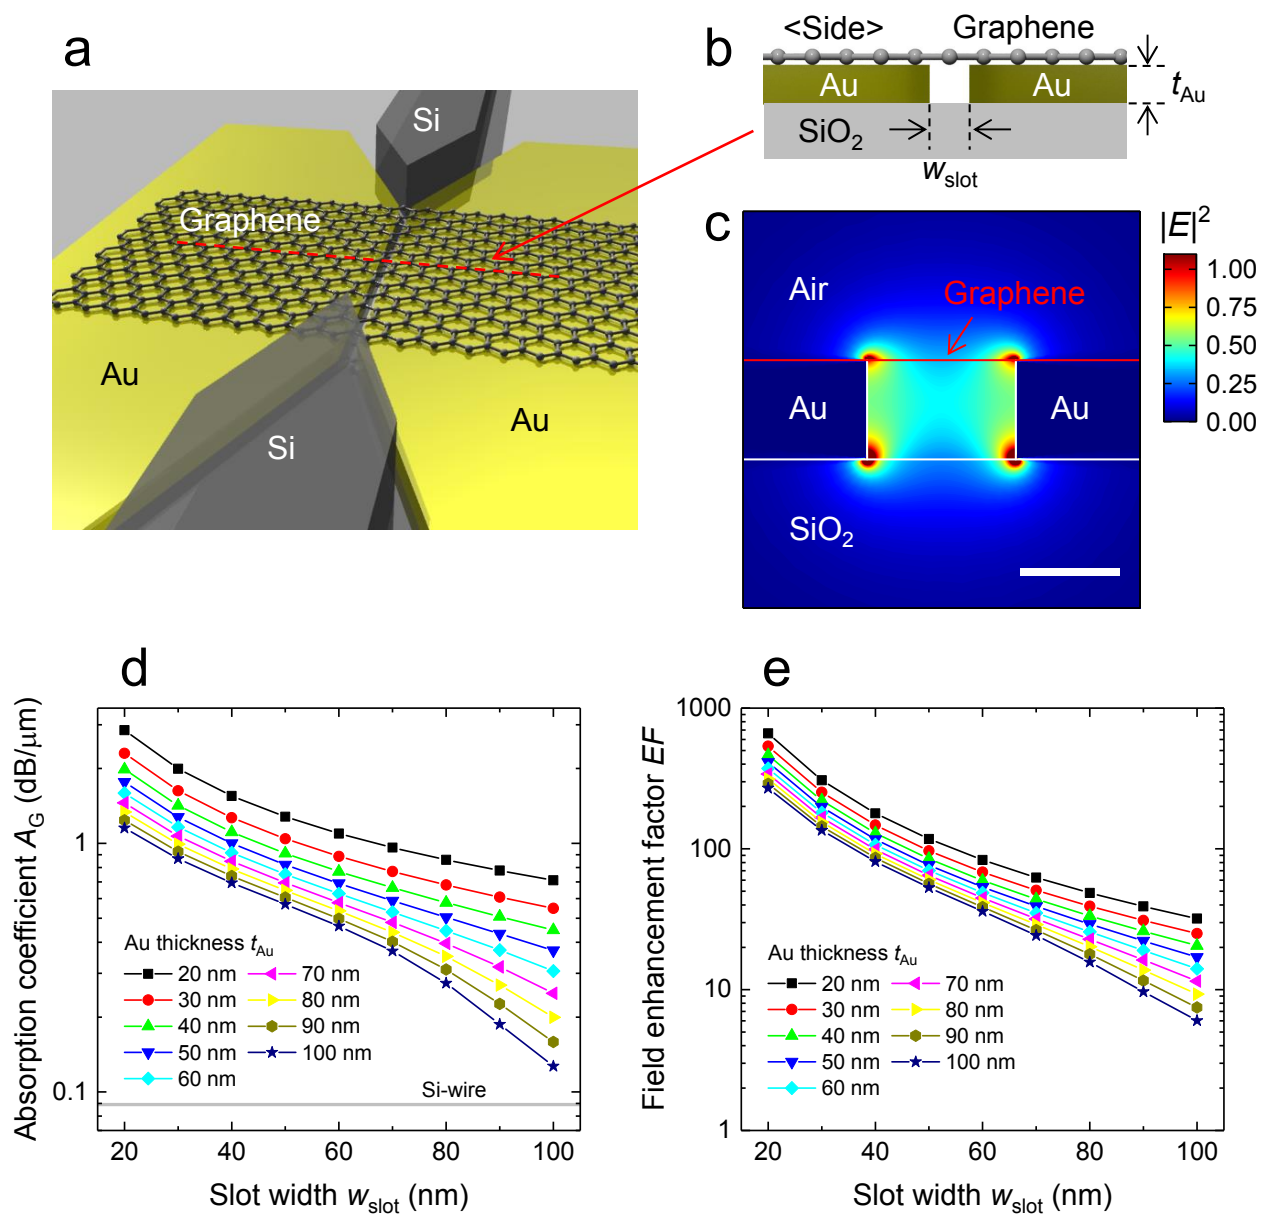 a
Si
Graphene
Au
Si
Au
b
<Side>
Graphene
Au
Au
t_Au
SiO₂
w_slot
c
|E|²
Air
Graphene
Au
Au
SiO₂
1.00
0.75
0.50
0.25
0.00
d
Absorption coefficient A_G (dB/μm)
1
0.1
Au thickness t_Au
20 nm
70 nm
30 nm
80 nm
40 nm
90 nm
50 nm
100 nm
60 nm
Si-wire
20 40 60 80 100
Slot width w_slot (nm)
e
Field enhancement factor EF
1000
100
10
1
Au thickness t_Au
20 nm
70 nm
30 nm
80 nm
40 nm
90 nm
50 nm
100 nm
60 nm
20 40 60 80 100
Slot width w_slot (nm)